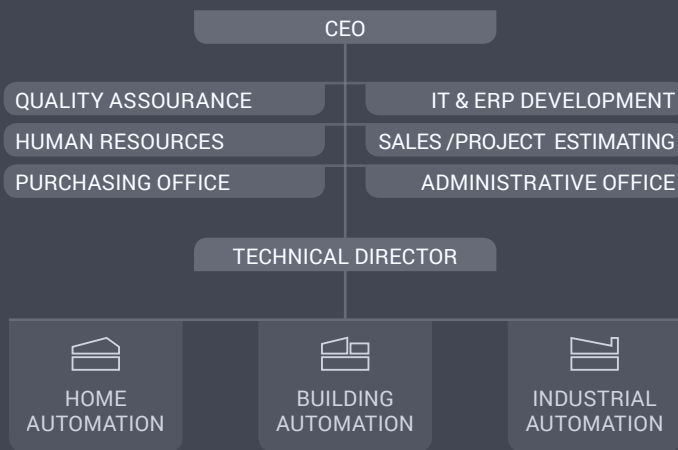 CEO
QUALITY ASSOURANCE
IT & ERP DEVELOPMENT
HUMAN RESOURCES
SALES /PROJECT ESTIMATING
PURCHASING OFFICE
ADMINISTRATIVE OFFICE
TECHNICAL DIRECTOR
HOME
AUTOMATION
BUILDING
AUTOMATION
INDUSTRIAL
AUTOMATION